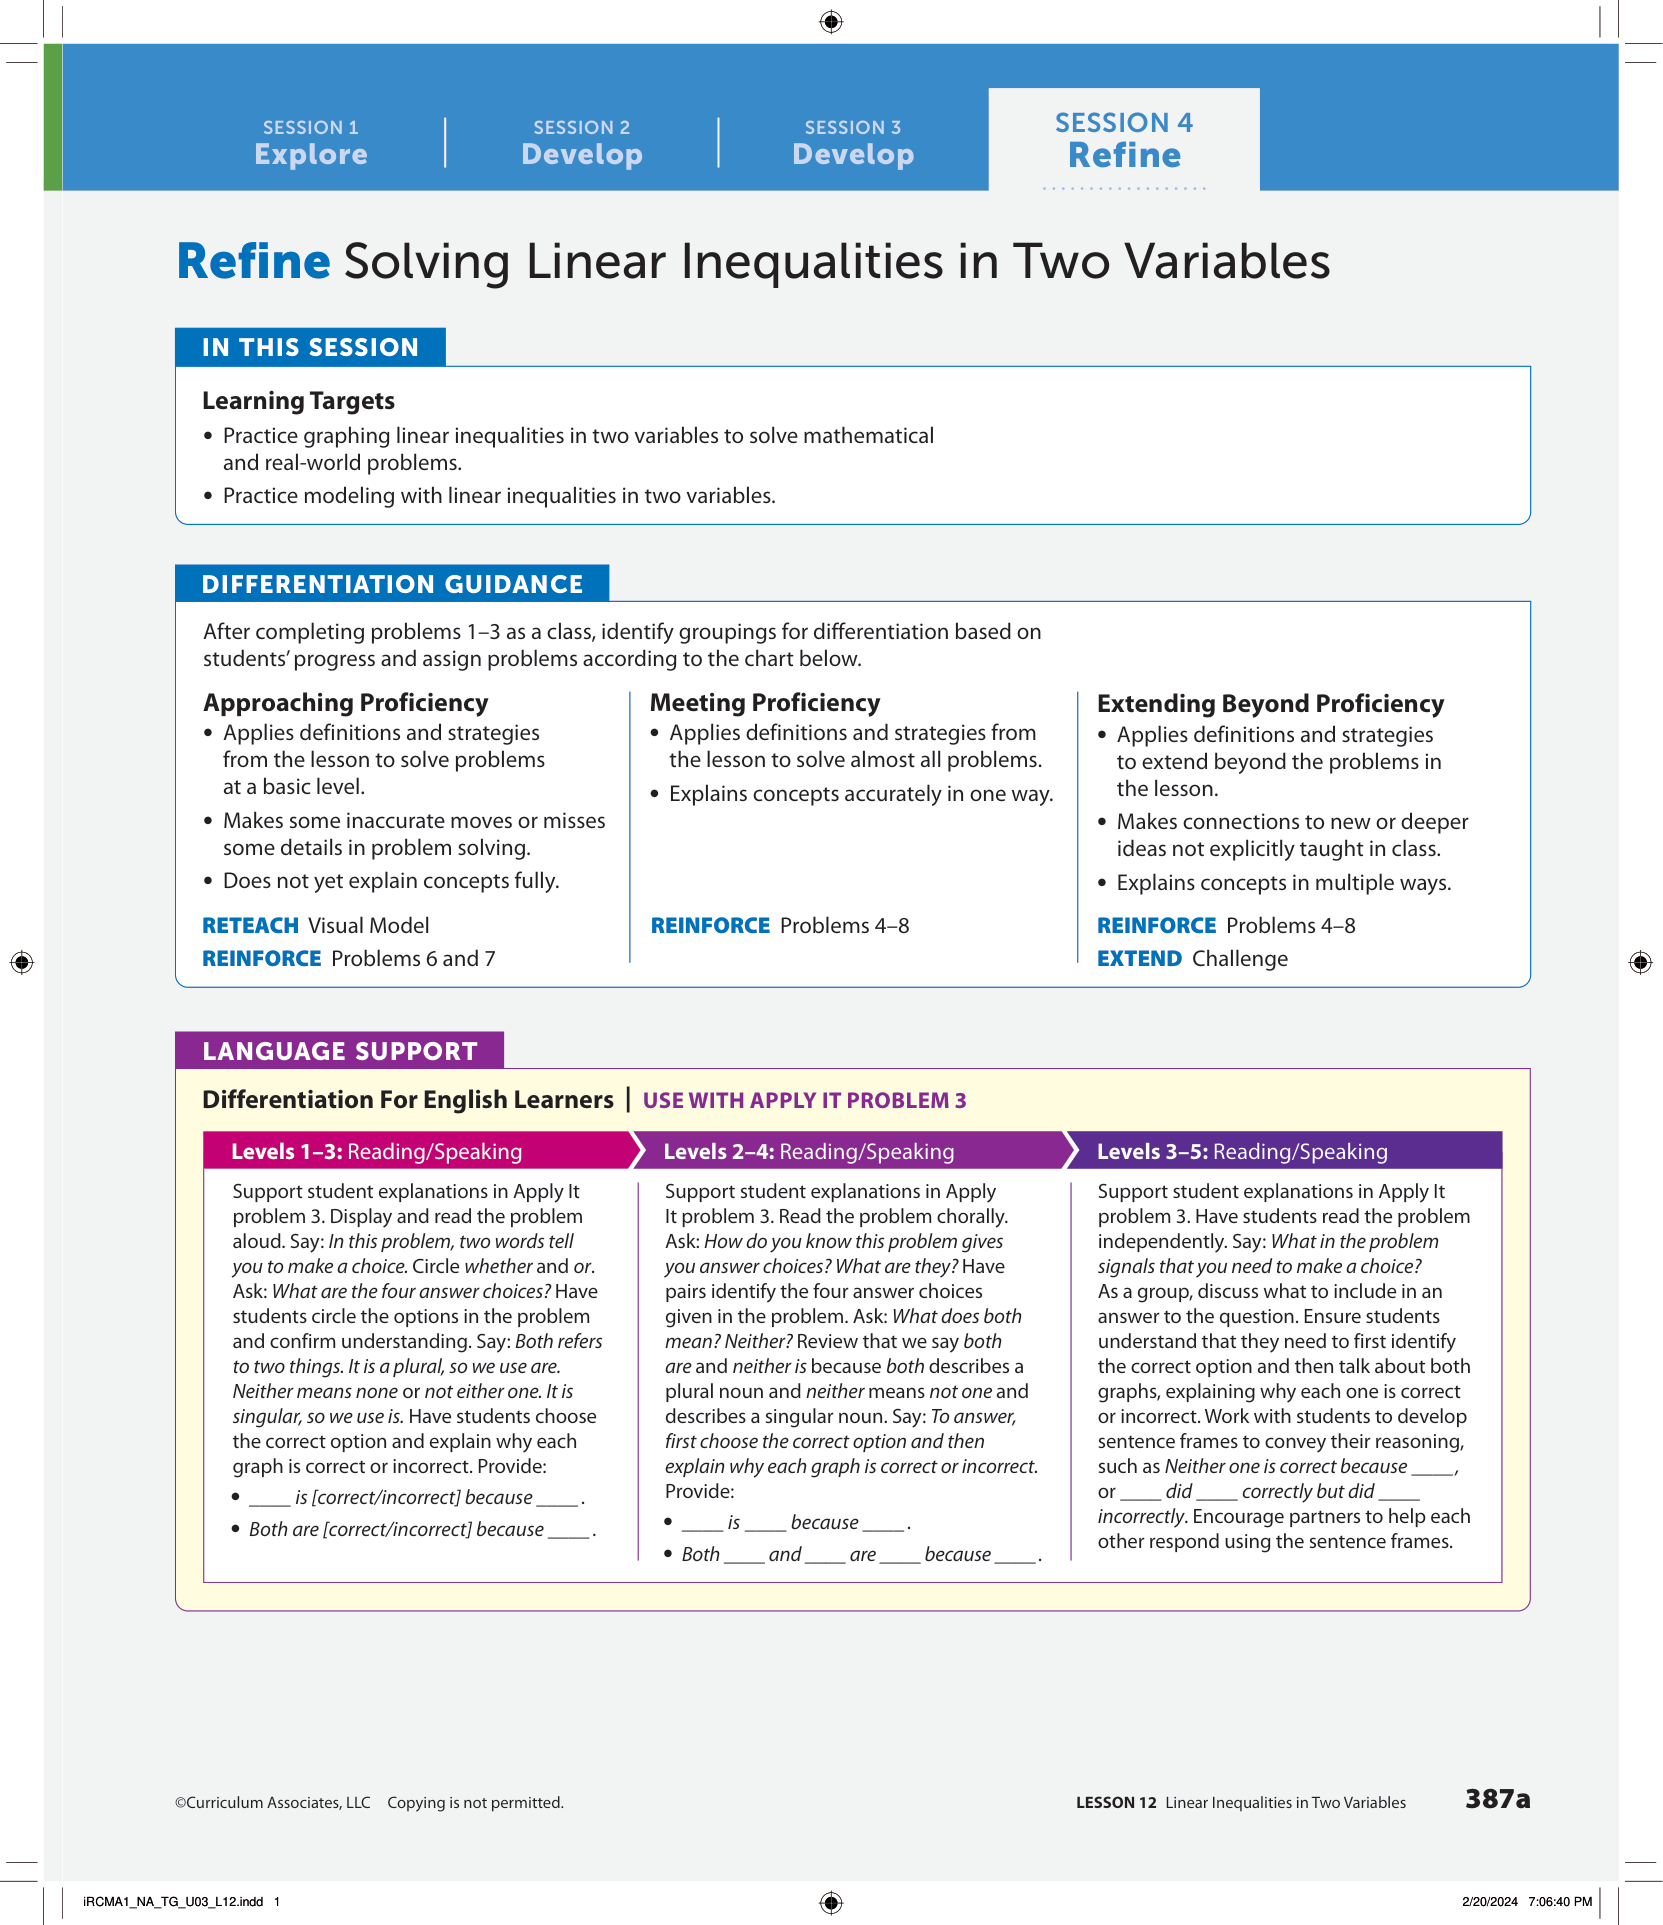 SESSION 1
Explore
SESSION 2
Develop
SESSION 3
Develop
SESSION 4
Refine
Refine Solving Linear Inequalities in Two Variables
IN THIS SESSION
Learning Targets
• Practice graphing linear inequalities in two variables to solve mathematical
and real-world problems.
• Practice modeling with linear inequalities in two variables.
DIFFERENTIATION GUIDANCE
After completing problems 1–3 as a class, identify groupings for differentiation based on
students’ progress and assign problems according to the chart below.
Approaching Proficiency
• Applies definitions and strategies
from the lesson to solve problems
at a basic level.
• Makes some inaccurate moves or misses
some details in problem solving.
• Does not yet explain concepts fully.
RETEACH Visual Model
REINFORCE Problems 6 and 7
Meeting Proficiency
• Applies definitions and strategies from
the lesson to solve almost all problems.
• Explains concepts accurately in one way.
REINFORCE Problems 4–8
Extending Beyond Proficiency
• Applies definitions and strategies
to extend beyond the problems in
the lesson.
• Makes connections to new or deeper
ideas not explicitly taught in class.
• Explains concepts in multiple ways.
REINFORCE Problems 4–8
EXTEND Challenge
LANGUAGE SUPPORT
Differentiation For English Learners | USE WITH APPLY IT PROBLEM 3
Levels 1–3: Reading/Speaking
Support student explanations in Apply It
problem 3. Display and read the problem
aloud. Say: In this problem, two words tell
you to make a choice. Circle whether and or.
Ask: What are the four answer choices? Have
students circle the options in the problem
and confirm understanding. Say: Both refers
to two things. It is a plural, so we use are.
Neither means none or not either one. It is
singular, so we use is. Have students choose
the correct option and explain why each
graph is correct or incorrect. Provide:
• ____ is [correct/incorrect] because ____ .
• Both are [correct/incorrect] because ____ .
Levels 2–4: Reading/Speaking
Support student explanations in Apply
It problem 3. Read the problem chorally.
Ask: How do you know this problem gives
you answer choices? What are they? Have
pairs identify the four answer choices
given in the problem. Ask: What does both
mean? Neither? Review that we say both
are and neither is because both describes a
plural noun and neither means not one and
describes a singular noun. Say: To answer,
first choose the correct option and then
explain why each graph is correct or incorrect.
Provide:
• ____ is ____ because ____ .
• Both ____ and ____ are ____ because ____ .
Levels 3–5: Reading/Speaking
Support student explanations in Apply It
problem 3. Have students read the problem
independently. Say: What in the problem
signals that you need to make a choice?
As a group, discuss what to include in an
answer to the question. Ensure students
understand that they need to first identify
the correct option and then talk about both
graphs, explaining why each one is correct
or incorrect. Work with students to develop
sentence frames to convey their reasoning,
such as Neither one is correct because ____ ,
or ____ did ____ correctly but did ____
incorrectly. Encourage partners to help each
other respond using the sentence frames.
©Curriculum Associates, LLC Copying is not permitted.
LESSON 12 Linear Inequalities in Two Variables 387a
iRCMA1_NA_TG_U03_L12.indd 1
2/20/2024 7:06:40 PM